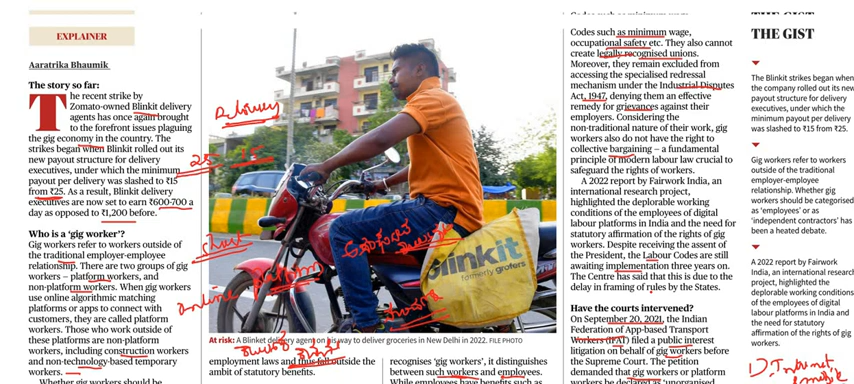 EXPLAINER
Aaratrika Bhaumik
The story so far:
The recent strike by
Zomato-owned Blinkit delivery
agents has once again brought
to the forefront issues plaguing
the gig economy in the country. The
strikes began when Blinkit rolled out its
new payout structure for delivery
executives, under which the minimum
payout per delivery was slashed to ₹15
from ₹25. As a result, Blinkit delivery
executives are now set to earn ₹600-700 a
day as opposed to ₹1,200 before.
Who is a ‘gig worker’?
Gig workers refer to workers outside of
the traditional employer-employee
relationship. There are two groups of gig
workers — platform workers, and
non-platform workers. When gig workers
use online algorithmic matching
platforms or apps to connect with
customers, they are called platform
workers. Those who work outside of
these platforms are non-platform
workers, including construction workers
and non-technology-based temporary
workers.
Whether gig workers should be
Delivery
25
online platform
blinkit
formerly grofers
At risk: A Blinket delivery agent on his way to deliver groceries in New Delhi in 2022. FILE PHOTO
employment laws and thus fall outside the
ambit of statutory benefits.
recognises ‘gig workers’, it distinguishes
between such workers and employees.
While employees have benefits such as
Codes such as minimum wage,
occupational safety etc. They also cannot
create legally recognised unions.
Moreover, they remain excluded from
accessing the specialised redressal
mechanism under the Industrial Disputes
Act, 1947, denying them an effective
remedy for grievances against their
employers. Considering the
non-traditional nature of their work, gig
workers also do not have the right to
collective bargaining — a fundamental
principle of modern labour law crucial to
safeguard the rights of workers.
A 2022 report by Fairwork India, an
international research project,
highlighted the deplorable working
conditions of the employees of digital
labour platforms in India and the need for
statutory affirmation of the rights of gig
workers. Despite receiving the assent of
the President, the Labour Codes are still
awaiting implementation three years on.
The Centre has said that this is due to the
delay in framing of rules by the States.
Have the courts intervened?
On September 20, 2021, the Indian
Federation of App-based Transport
Workers (IFAT) filed a public interest
litigation on behalf of gig workers before
the Supreme Court. The petition
demanded that gig workers or platform
workers be declared as ‘unorganised
THE GIST
The Blinkit strikes began when
the company rolled out its new
payout structure for delivery
executives, under which the
minimum payout per delivery
was slashed to ₹15 from ₹25.
Gig workers refer to workers
outside of the traditional
employer-employee
relationship. Whether gig
workers should be categorised
as ‘employees’ or as
‘independent contractors’ has
been a heated debate.
A 2022 report by Fairwork
India, an international research
project, highlighted the
deplorable working conditions
of the employees of digital
labour platforms in India and
the need for statutory
affirmation of the rights of gig
workers.